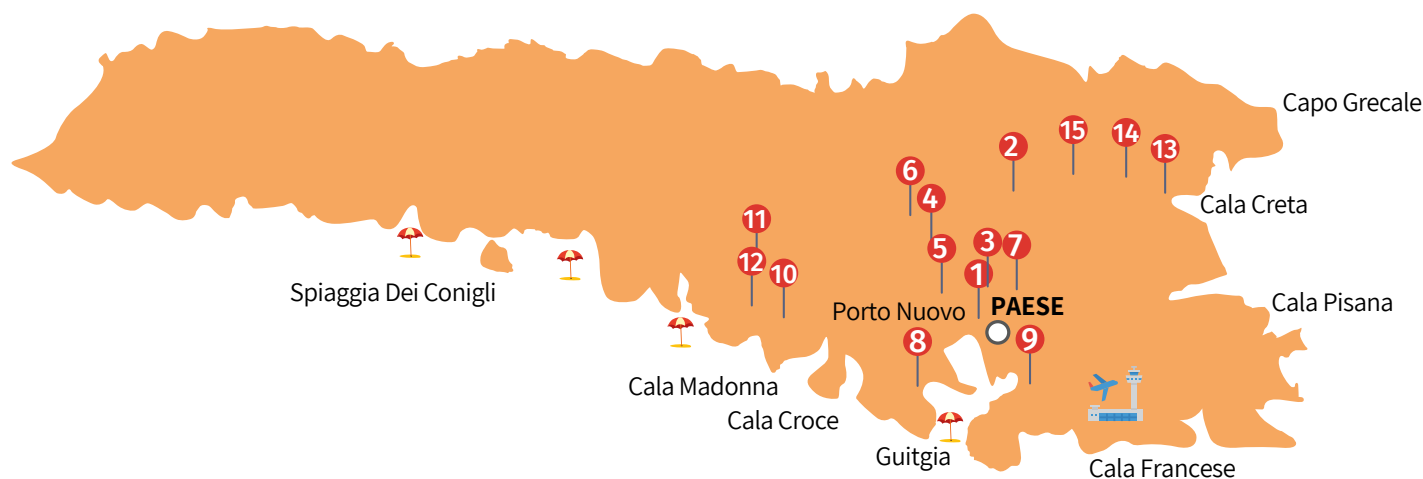 Capo Grecale
15
14
2
13
6
4
Cala Creta
11
3
7
5
12
10
1
Spiaggia Dei Conigli
Porto Nuovo
PAESE
Cala Pisana
8
9
Cala Madonna
Cala Croce
Guitgia
Cala Francese